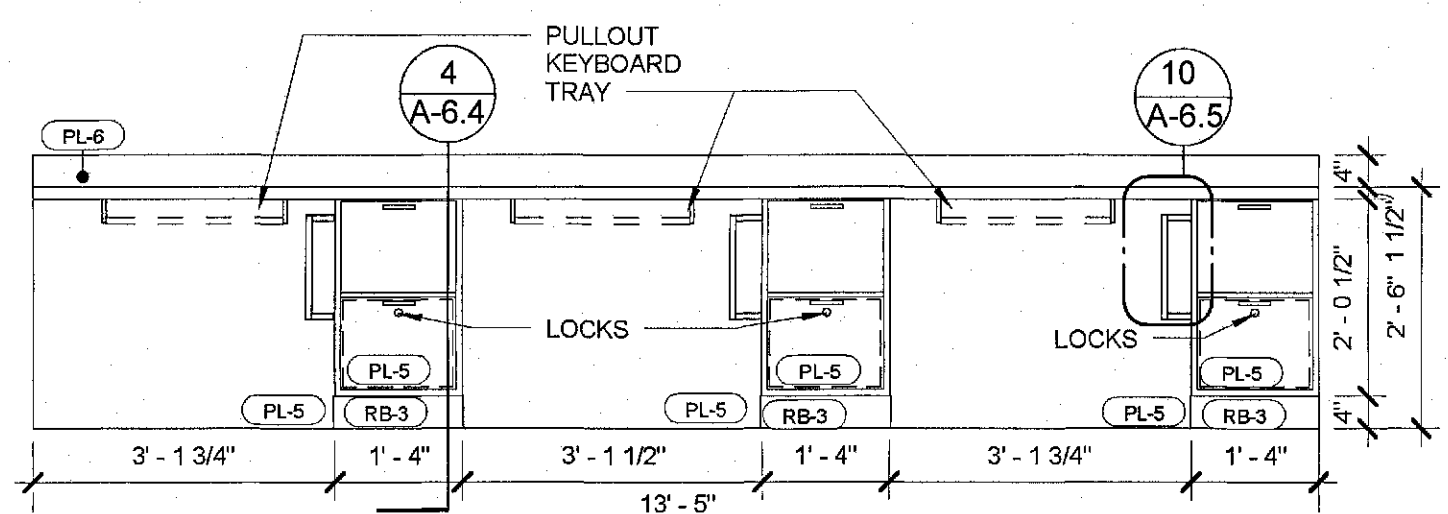 PULLOUT
KEYBOARD
TRAY
4
A-6.4
10
A-6.5
PL-6
4"
1 1/2"
2' - 0 1/2"
2' - 6"
4"
LOCKS
LOCKS
PL-5
PL-5
PL-5
PL-5
RB-3
PL-5
RB-3
PL-5
RB-3
3' - 1 3/4"
1' - 4"
3' - 1 1/2"
1' - 4"
3' - 1 3/4"
1' - 4"
13' - 5"